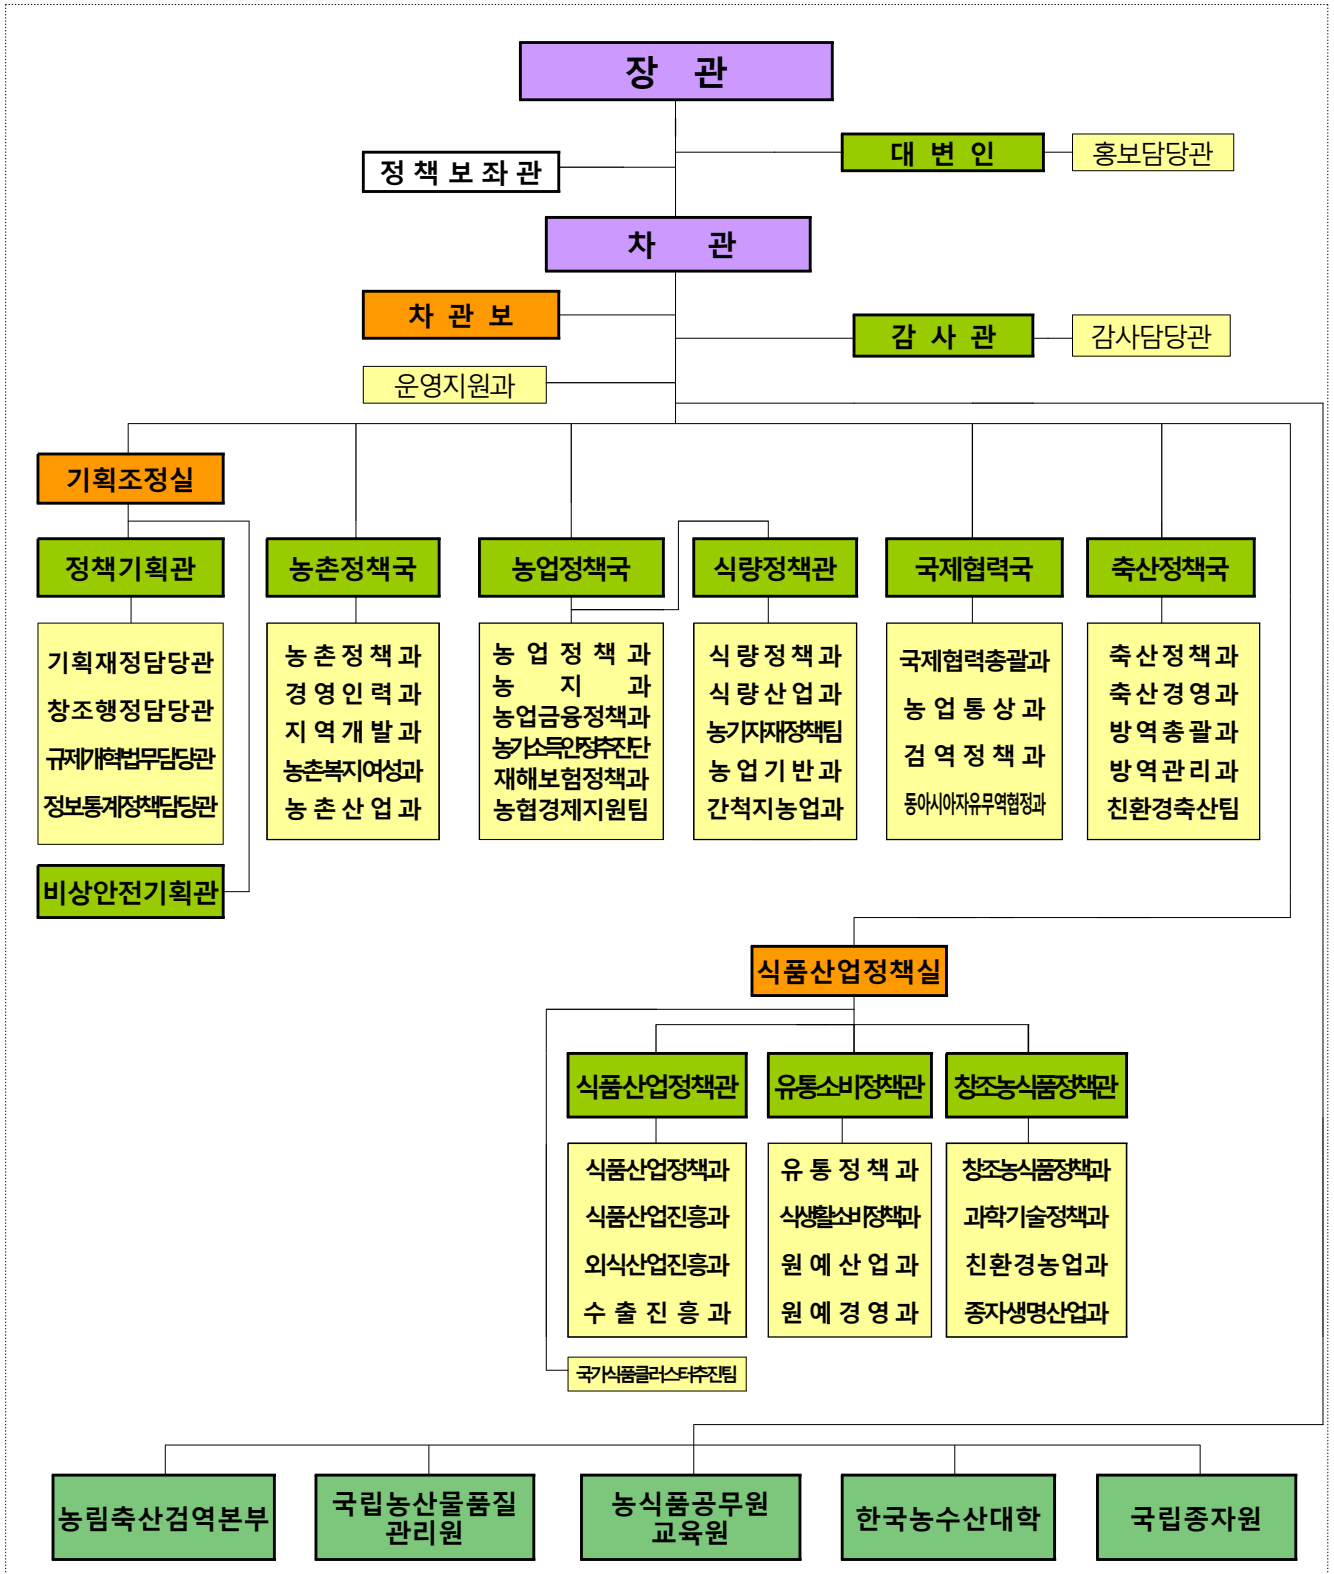 장 관
대 변 인
홍보담당관
정 책 보 좌 관
차 관
차 관 보
감 사 관
감사담당관
운영지원과
기획조정실
정책기획관
농촌정책국
농업정책국
식량정책관
국제협력국
축산정책국
기획재정담당관
창조행정담당관
규제개혁법무담당관
정보통계정책담당관
농 촌 정 책 과
경 영 인 력 과
지 역 개 발 과
농촌복지여성과
농 촌 산 업 과
농 업 정 책 과
농 지 과
농업금융정책과
농가소득안정추진단
재해보험정책과
농협경제지원팀
식 량 정 책 과
식 량 산 업 과
농기자재정책팀
농 업 기 반 과
간척지농업과
국제협력총괄과
농 업 통 상 과
검 역 정 책 과
동아시아자유무역협정과
축 산 정 책 과
축 산 경 영 과
방 역 총 괄 과
방 역 관 리 과
친환경축산팀
비상안전기획관
식품산업정책실
식품산업정책관
유통소비정책관
창조농식품정책관
식품산업정책과
식품산업진흥과
외식산업진흥과
수 출 진 흥 과
유 통 정 책 과
식생활소비정책과
원 예 산 업 과
원 예 경 영 과
창조농식품정책과
과학기술정책과
친환경농업과
종자생명산업과
국가식품클러스터추진팀
농림축산검역본부
국립농산물품질
관리원
농식품공무원
교육원
한국농수산대학
국립종자원